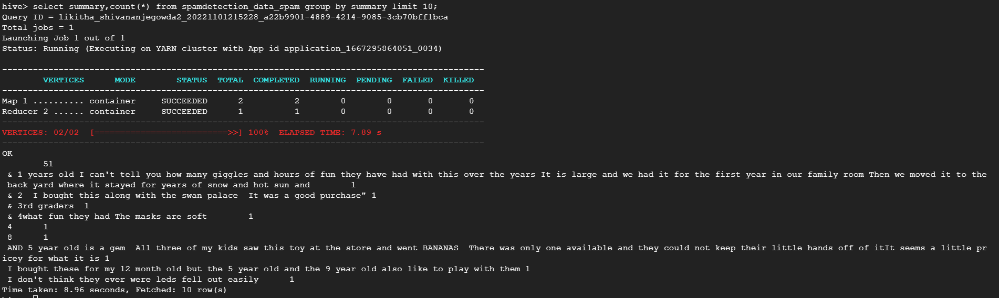 hive> select summary,count(*) from spamdetection_data_spam group by summary limit 10;
Query ID = likitha_shivananjegowda2_20221101215228_a22b9901-4889-4214-9085-3cb70bff1bca
Total jobs = 1
Launching Job 1 out of 1
Status: Running (Executing on YARN cluster with App id application_1667295864051_0034)
----------------------------------------------------------------------------------------------
        VERTICES      MODE        STATUS  TOTAL  COMPLETED  RUNNING  PENDING  FAILED  KILLED
----------------------------------------------------------------------------------------------
Map 1 .......... container     SUCCEEDED      2          2        0        0       0       0
Reducer 2 ...... container     SUCCEEDED      1          1        0        0       0       0
----------------------------------------------------------------------------------------------
VERTICES: 02/02  [==========================>>] 100%  ELAPSED TIME: 7.89 s
----------------------------------------------------------------------------------------------
OK
        51
 & 1 years old I can't tell you how many giggles and hours of fun they have had with this over the years It is large and we had it for the first year in our family room Then we moved it to the
 back yard where it stayed for years of snow and hot sun and        1
 & 2  I bought this along with the swan palace  It was a good purchase" 1
 & 3rd graders  1
 & 4what fun they had The masks are soft        1
 4      1
 8      1
 AND 5 year old is a gem  All three of my kids saw this toy at the store and went BANANAS  There was only one available and they could not keep their little hands off of itIt seems a little pr
icey for what it is 1
 I bought these for my 12 month old but the 5 year old and the 9 year old also like to play with them 1
 I don't think they ever were leds fell out easily      1
Time taken: 8.96 seconds, Fetched: 10 row(s)